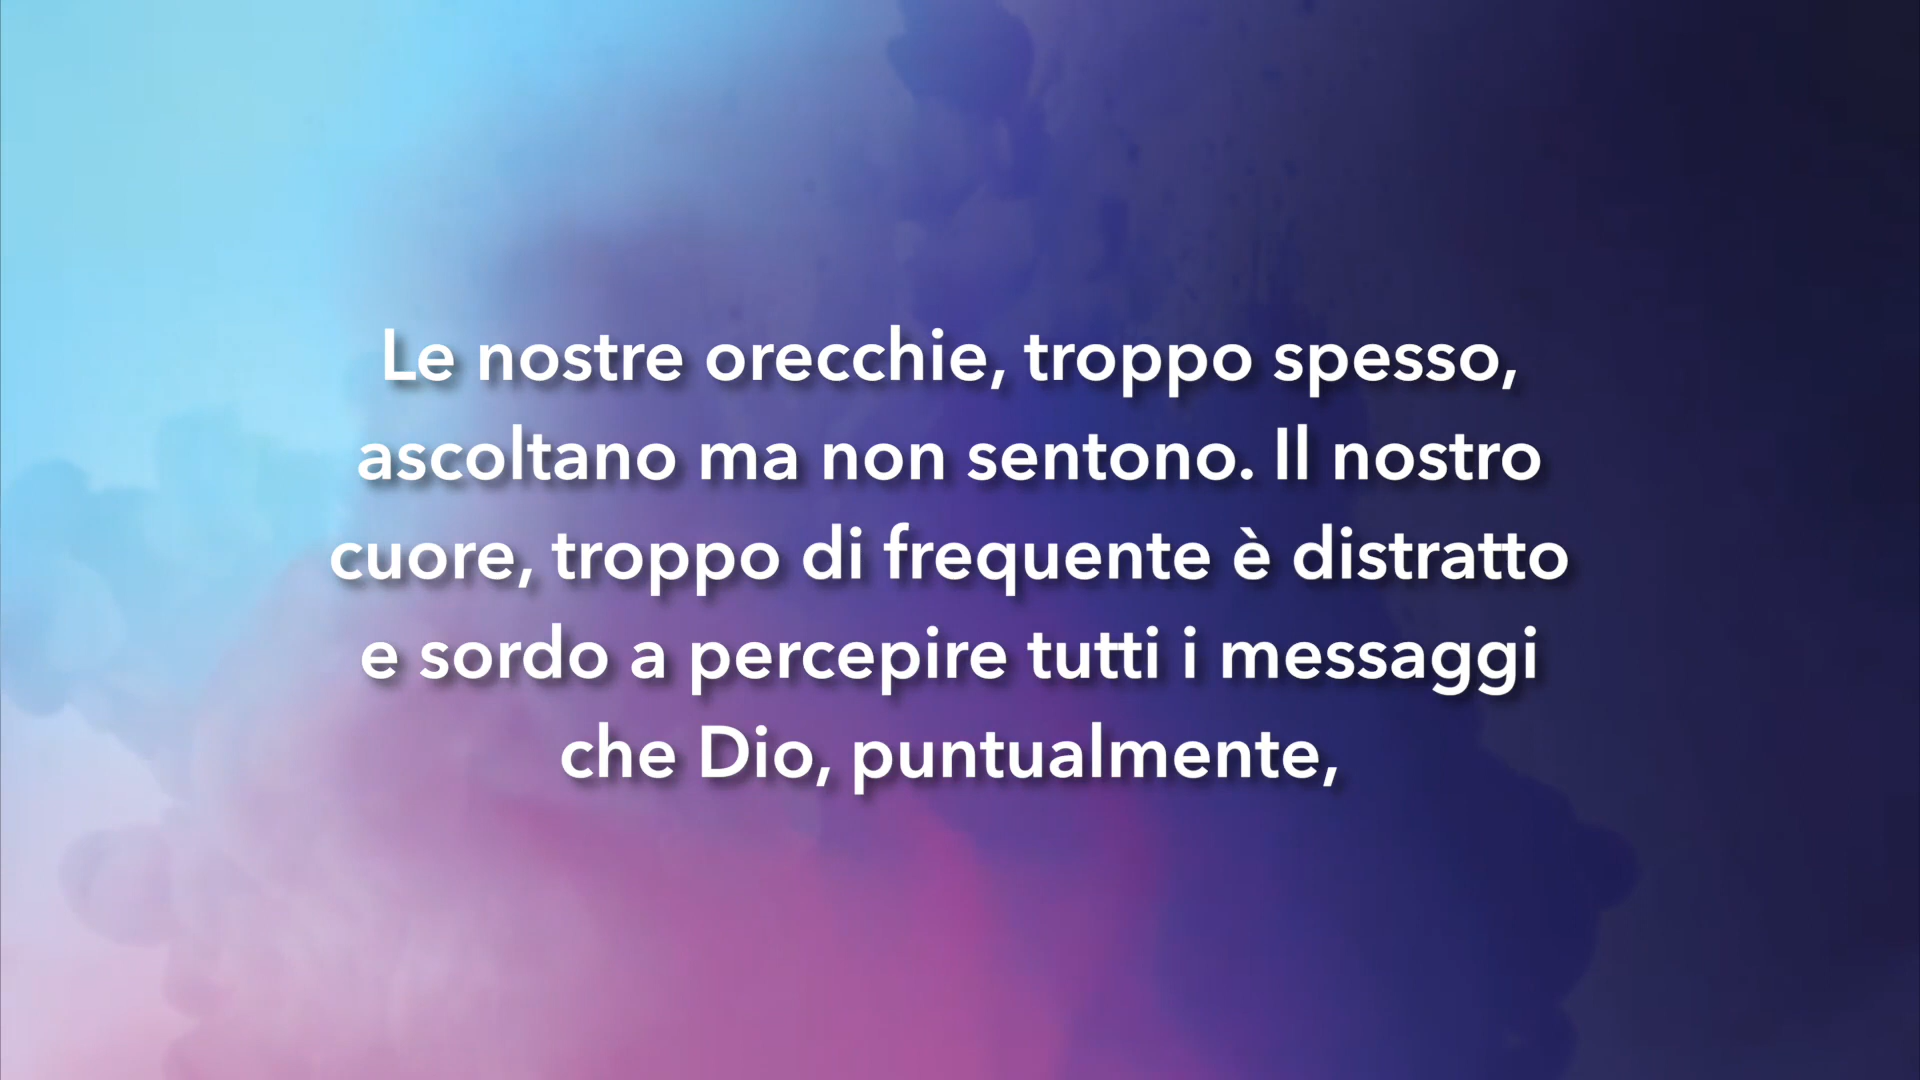 Le nostre orecchie, troppo spesso,
ascoltano ma non sentono. Il nostro
cuore, troppo di frequente è distratto
e sordo a percepire tutti i messaggi
che Dio, puntualmente,